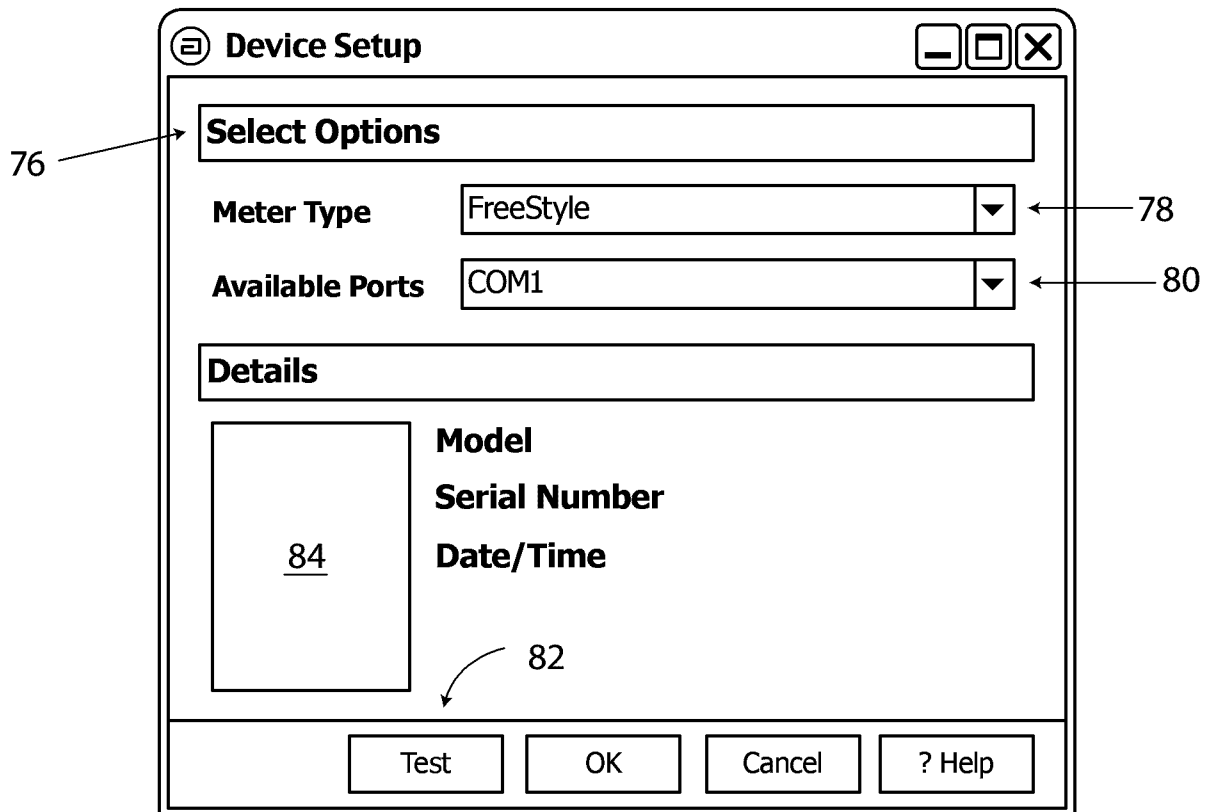 Device Setup
Select Options
76
Meter Type FreeStyle 78
Available Ports COM1 80
Details
Model
Serial Number
84 Date/Time
82
Test OK Cancel ? Help